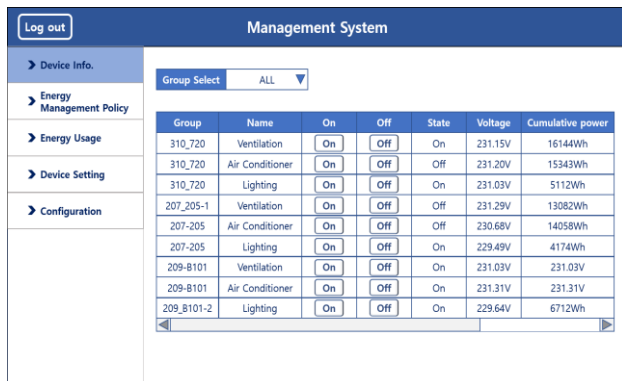 Log out
Management System
Device Info.
Energy
Management Policy
Energy Usage
Device Setting
Configuration
Group Select ALL
Group Name On Off State Voltage Cumulative power
310_720 Ventilation On Off On 231.15V 16144Wh
310_720 Air Conditioner On Off Off 231.20V 15343Wh
310_720 Lighting On Off On 231.03V 5112Wh
207_205-1 Ventilation On Off Off 231.29V 13082Wh
207-205 Air Conditioner On Off Off 230.68V 14058Wh
207-205 Lighting On Off On 229.49V 4174Wh
209-B101 Ventilation On Off On 231.03V 231.03V
209-B101 Air Conditioner On Off On 231.31V 231.31V
209_B101-2 Lighting On Off On 229.64V 6712Wh